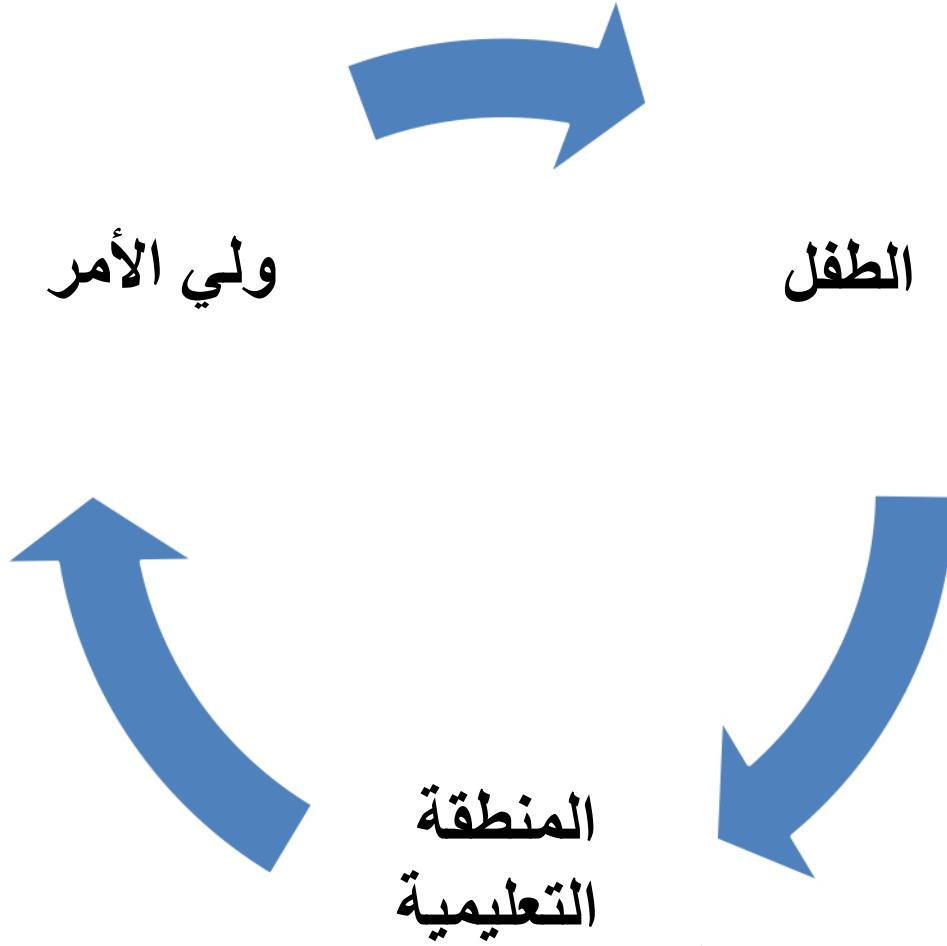 الطفل
ولي الأمر
المنطقة
التعليمية